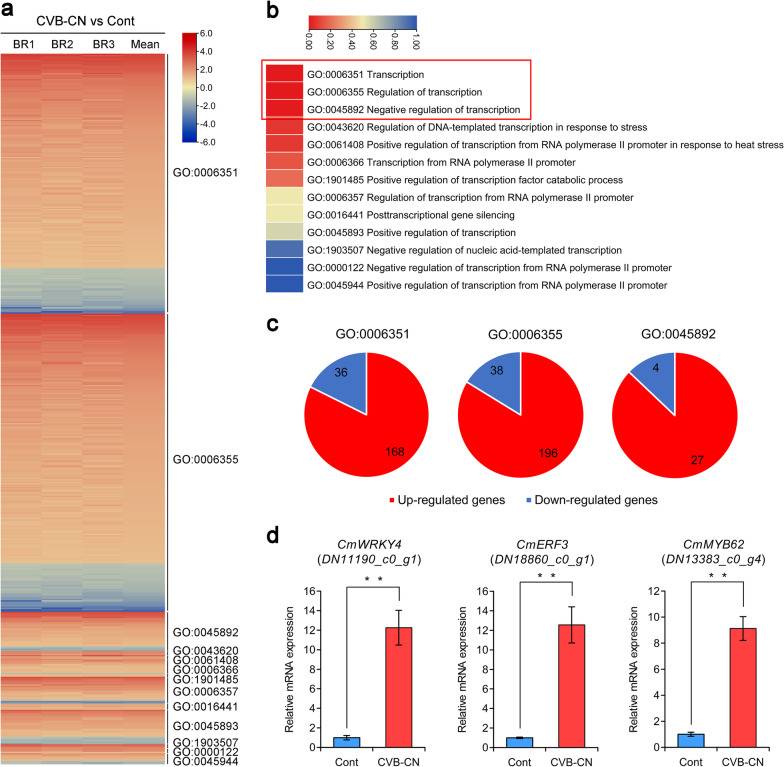 a
CVB-CN vs Cont
BR1 BR2 BR3 Mean
6.0
4.0
2.0
0.0
-2.0
-4.0
-6.0
GO:0006351
GO:0006355
GO:0045892
GO:0043620
GO:0061408
GO:0006366
GO:1901485
GO:0006357
GO:0016441
GO:0045893
GO:1903507
GO:0000122
GO:0045944
b
0.00 0.20 0.40 0.50 0.60 0.80 1.00
GO:0006351 Transcription
GO:0006355 Regulation of transcription
GO:0045892 Negative regulation of transcription
GO:0043620 Regulation of DNA-templated transcription in response to stress
GO:0061408 Positive regulation of transcription from RNA polymerase II promoter in response to heat stress
GO:0006366 Transcription from RNA polymerase II promoter
GO:1901485 Positive regulation of transcription factor catabolic process
GO:0006357 Regulation of transcription from RNA polymerase II promoter
GO:0016441 Posttranscriptional gene silencing
GO:0045893 Positive regulation of transcription
GO:1903507 Negative regulation of nucleic acid-templated transcription
GO:0000122 Negative regulation of transcription from RNA polymerase II promoter
GO:0045944 Positive regulation of transcription from RNA polymerase II promoter
c
GO:0006351 GO:0006355 GO:0045892
36 168
38 196
4 27
Up-regulated genes Down-regulated genes
d
CmWRKY4
(DN11190_c0_g1)
* *
Relative mRNA expression
16
14
12
10
8
6
4
2
0
Cont CVB-CN
CmERF3
(DN18860_c0_g1)
* *
Relative mRNA expression
16
14
12
10
8
6
4
2
0
Cont CVB-CN
CmMYB62
(DN13383_c0_g4)
* *
Relative mRNA expression
12
10
8
6
4
2
0
Cont CVB-CN